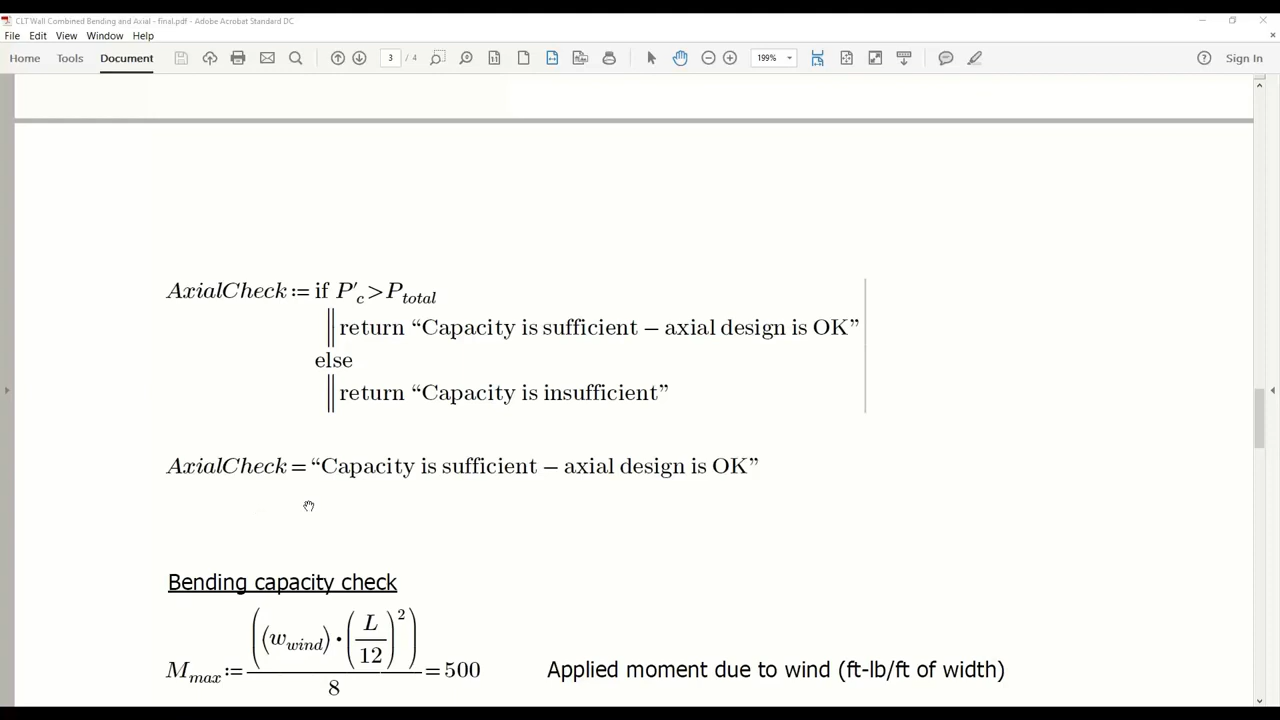 CLT Wall Combined Bending and Axial - final.pdf - Adobe Acrobat Standard DC
File Edit View Window Help
Home Tools Document 3 / 4 199% Sign In
AxialCheck := if P′c > Ptotal
return “Capacity is sufficient – axial design is OK”
else
return “Capacity is insufficient”
AxialCheck = “Capacity is sufficient – axial design is OK”
Bending capacity check
Mmax := ((⟨wwind⟩ • (L/12)²)) / 8 = 500 Applied moment due to wind (ft-lb/ft of width)